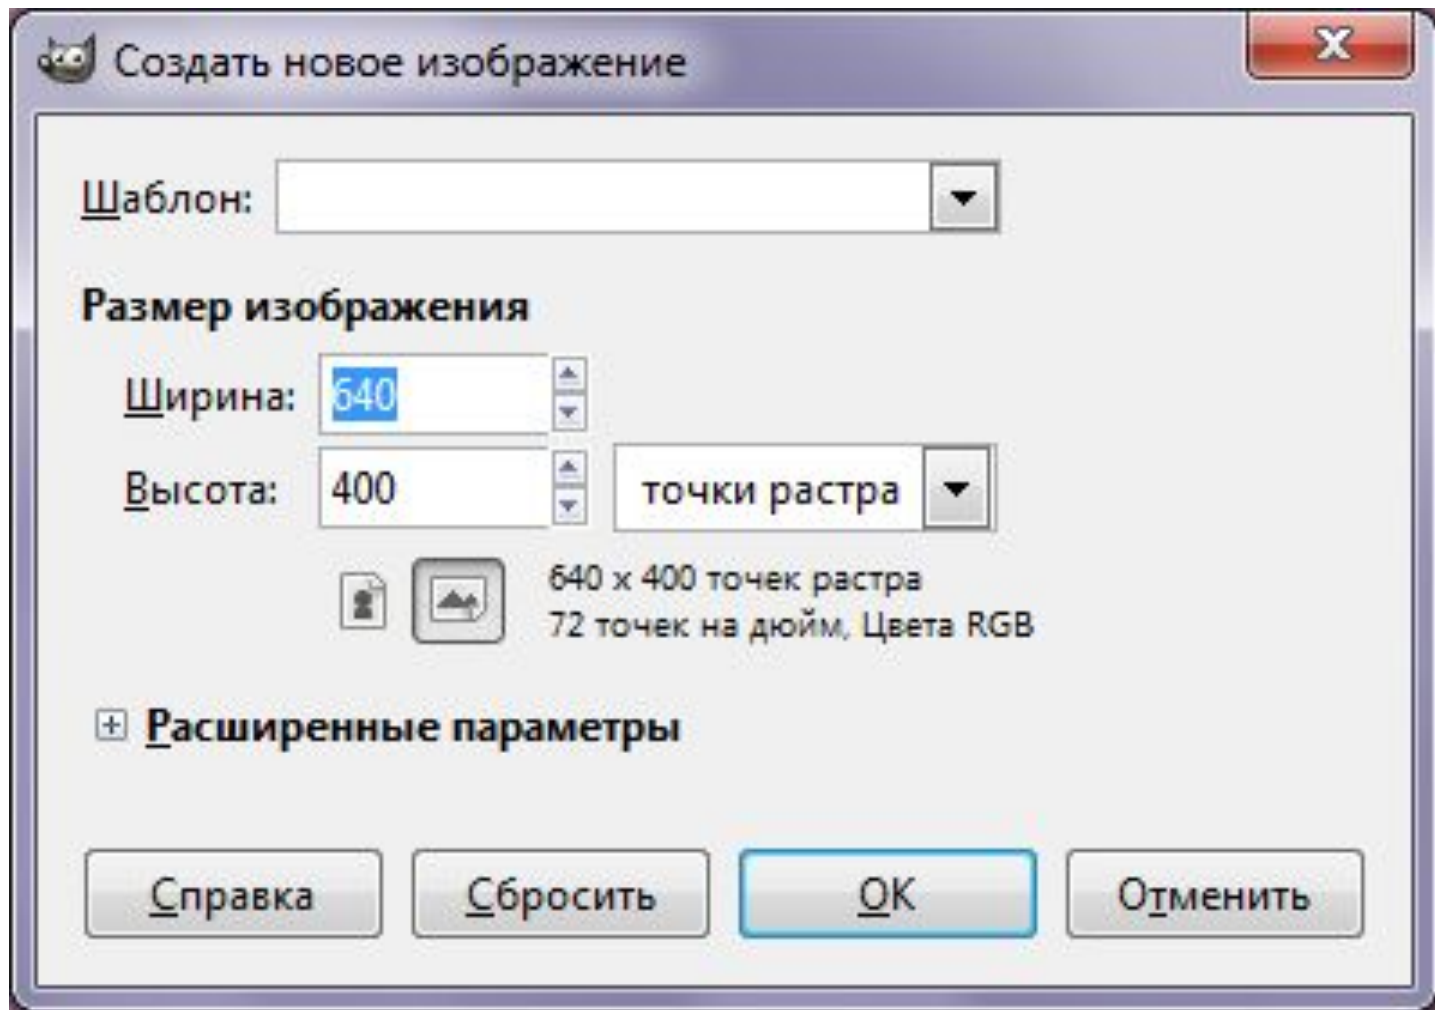 Создать новое изображение
Шаблон:
Размер изображения
Ширина: 640
Высота: 400 точки растра
640 x 400 точек растра
72 точек на дюйм, Цвета RGB
Расширенные параметры
Справка Сбросить OK Отменить